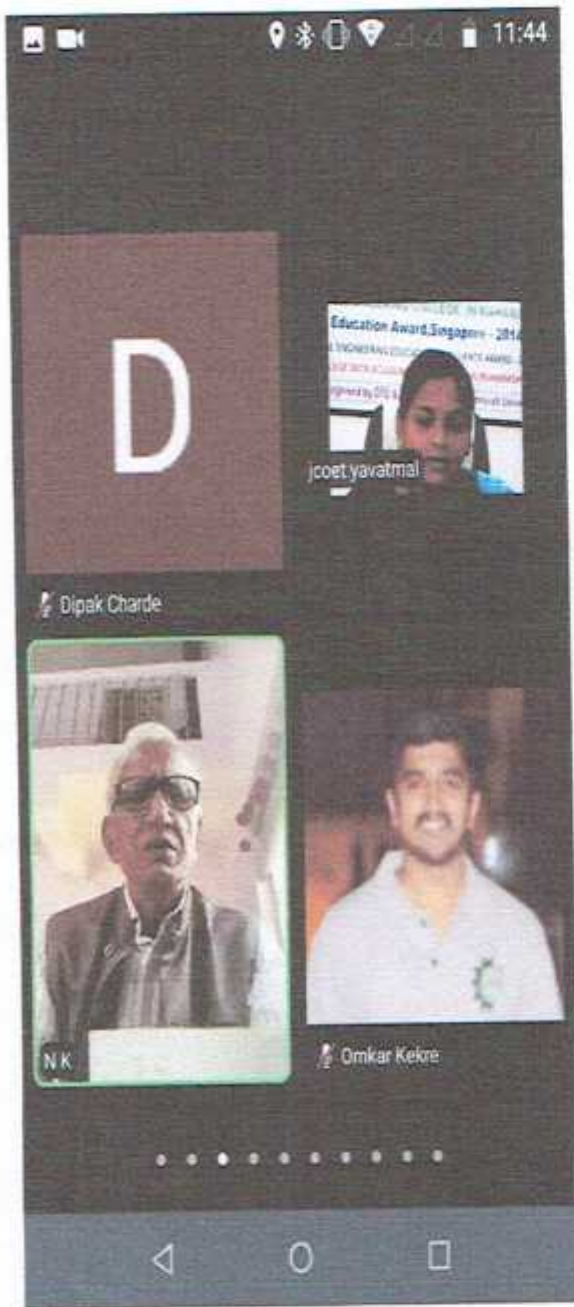 11:44
D
Education Award,Singapore - 2014
jcoet.yavatmal
Dipak Charde
N K
Omkar Kekre